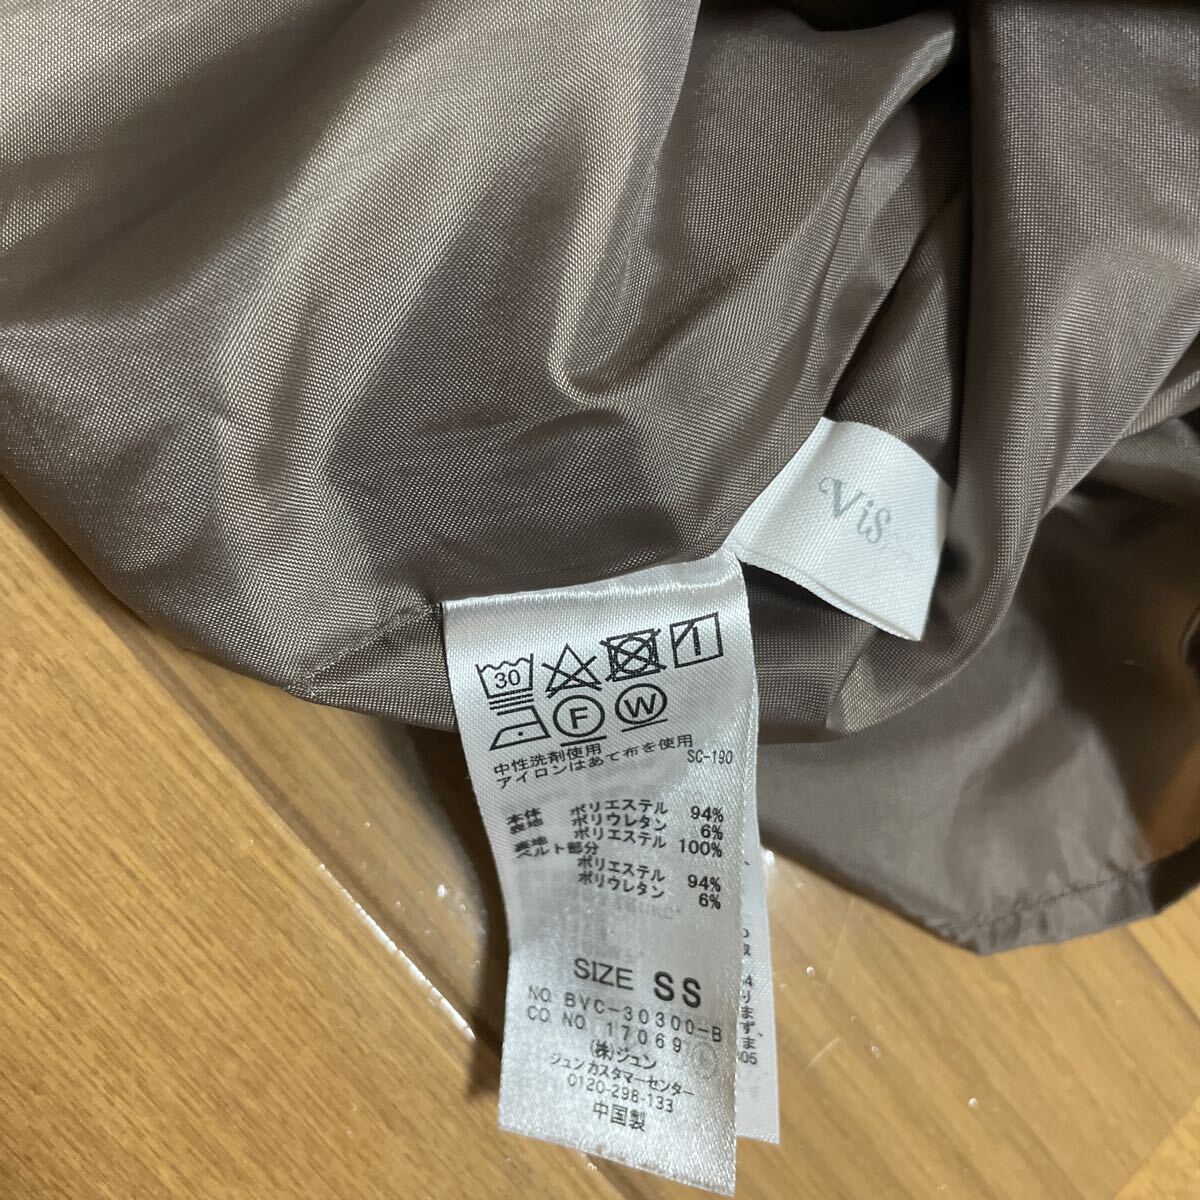 ViS
30
F
W
中性洗剤使用
アイロンはあて布を使用 SC-190
本体
表地 ポリエステル 94%
ポリウレタン 6%
裏地 ポリエステル 100%
ベルト部分
ポリエステル 94%
ポリウレタン 6%
SIZE SS
NO. BVC-30300-B
CO. NO. 17069
(株)ジュン
ジュンカスタマーセンター
0120-298-133
中国製